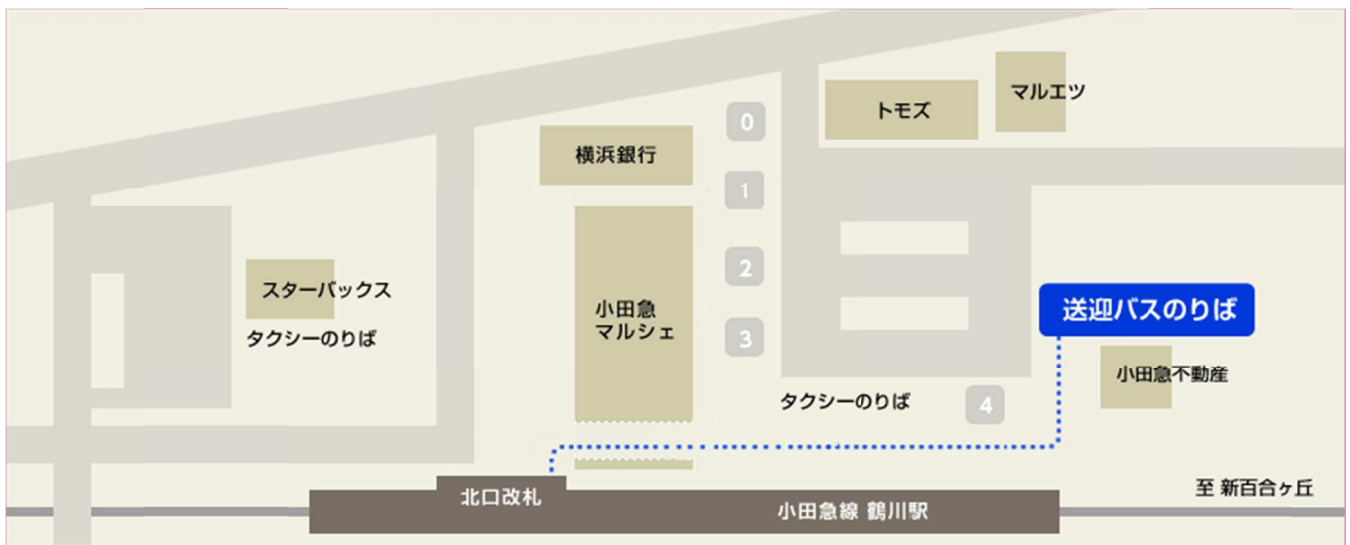 マルエツ
トモズ
0
横浜銀行
1
2
スターバックス
送迎バスのりば
小田急
マルシェ
3
タクシーのりば
小田急不動産
タクシーのりば
4
至 新百合ヶ丘
北口改札
小田急線 鶴川駅